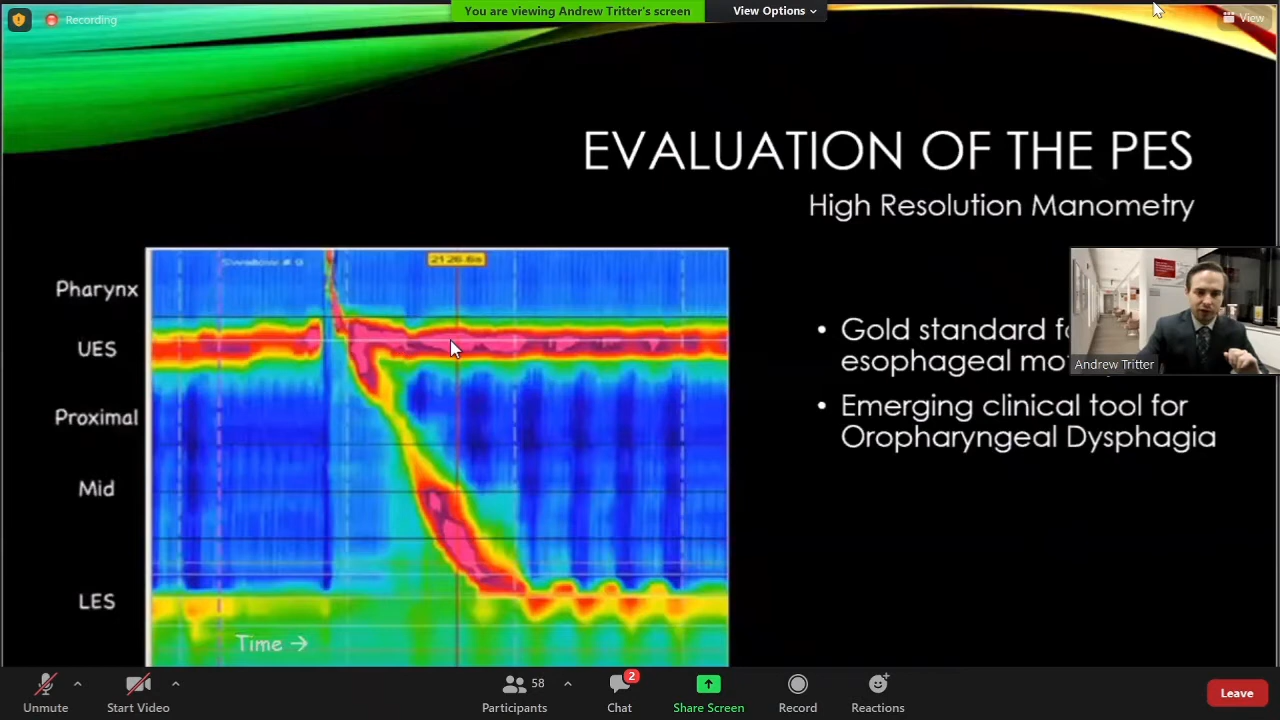 Recording
You are viewing Andrew Tritter's screen
View Options
View
EVALUATION OF THE PES
High Resolution Manometry
Swallow # 9
Pharynx
UES
Proximal
Mid
LES
Time →
• Gold standard
esophageal
• Emerging clinical tool for
Oropharyngeal Dysphagia
Andrew Tritter
Unmute
Start Video
58
Participants
2
Chat
Share Screen
Record
Reactions
Leave